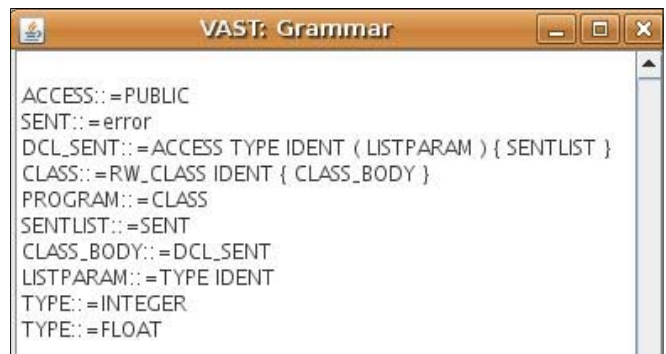 VAST: Grammar
ACCESS::=PUBLIC
SENT::=error
DCL_SENT::=ACCESS TYPE IDENT ( LISTPARAM ) { SENTLIST }
CLASS::=RW_CLASS IDENT { CLASS_BODY }
PROGRAM::=CLASS
SENTLIST::=SENT
CLASS_BODY::=DCL_SENT
LISTPARAM::=TYPE IDENT
TYPE::=INTEGER
TYPE::=FLOAT